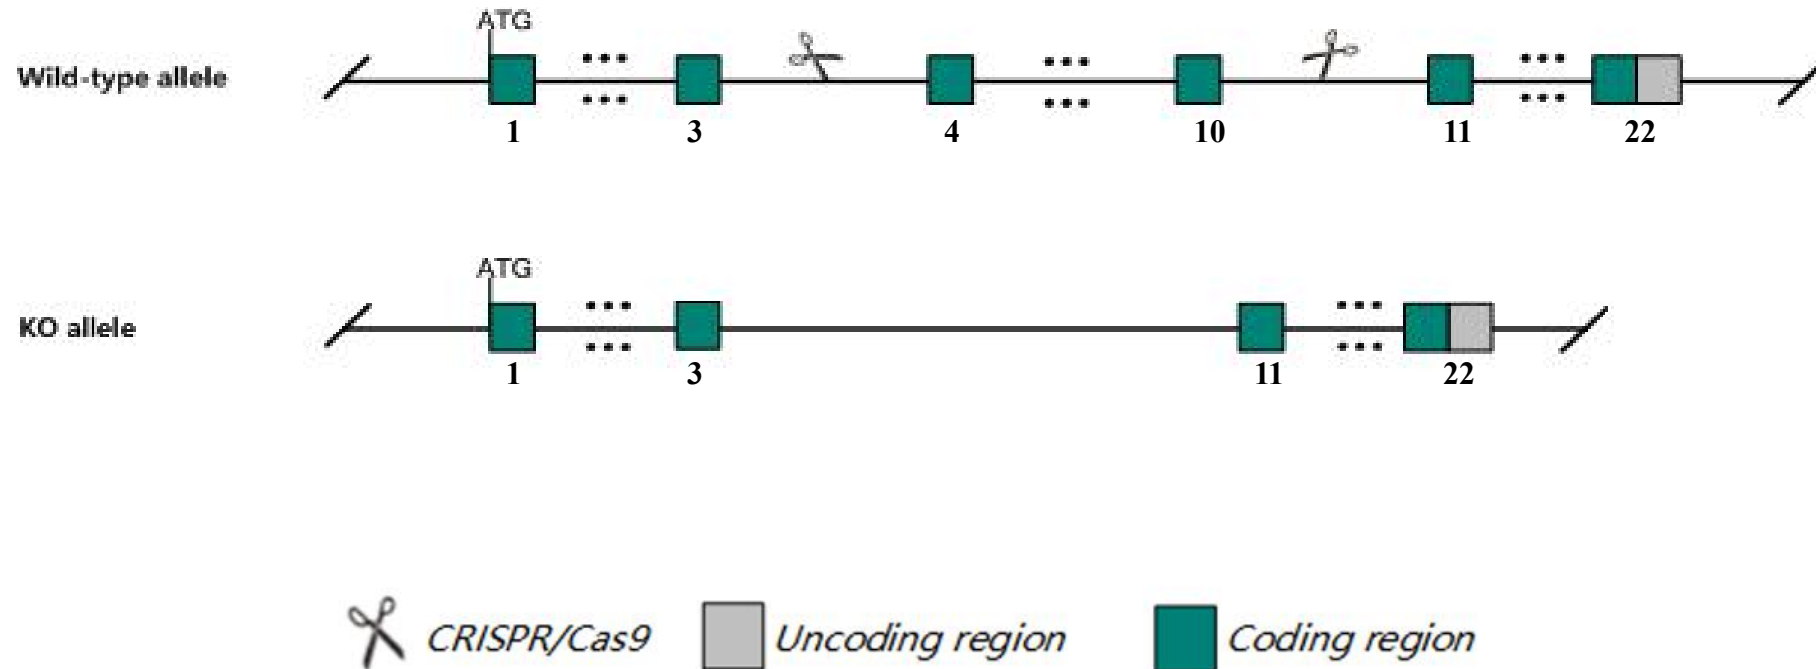 ATG
Wild-type allele
1 3 4 10 11 22
ATG
KO allele
1 3 11 22
CRISPR/Cas9 Uncoding region Coding region